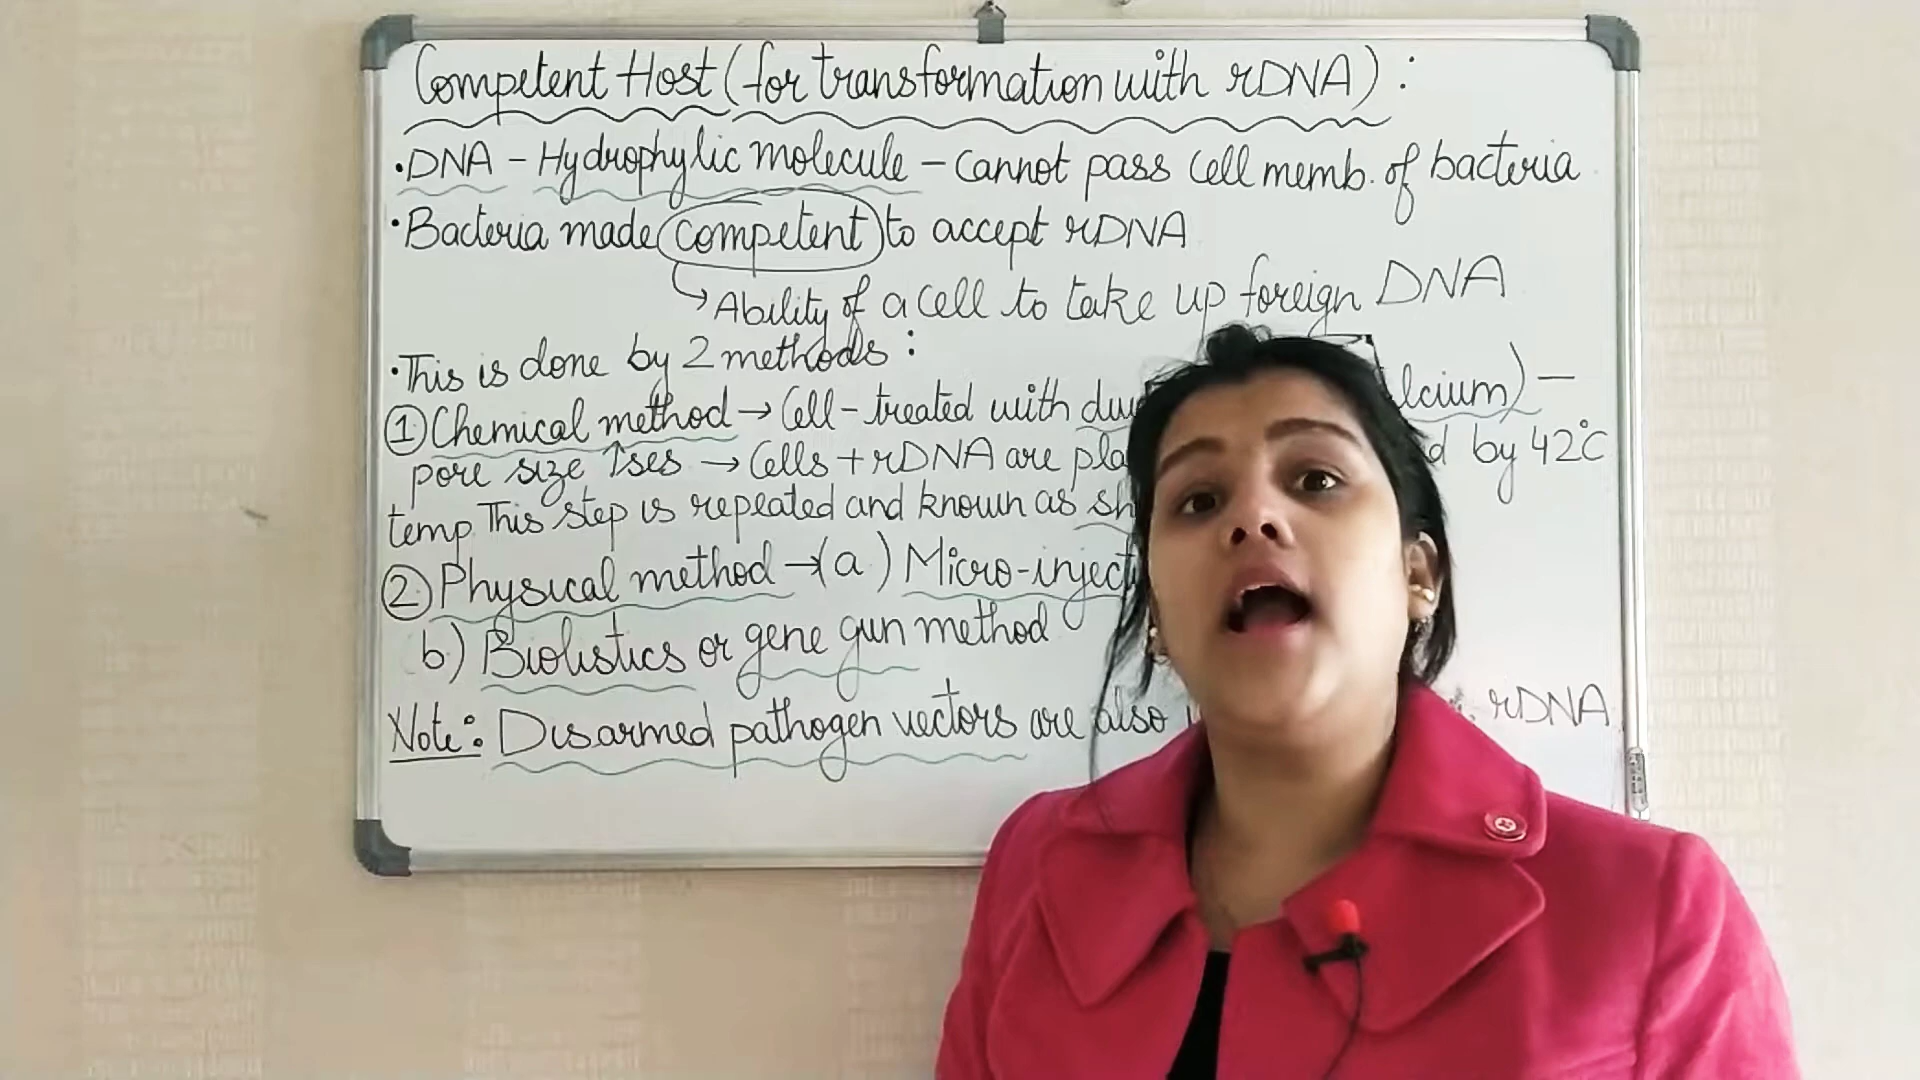 Competent Host (for transformation with rDNA) :
• DNA - Hydrophylic molecule - Cannot pass cell memb. of bacteria
• Bacteria made competent to accept rDNA
↳ Ability of a cell to take up foreign DNA
• This is done by 2 methods :
① Chemical method → Cell - treated with lcium) -
pore size ↑ses → Cells + rDNA are by 42°C
temp This step is repeated and known as
② Physical method → (a) Micro-inject
b) Biolistics or gene gun method
Note : Disarmed pathogen vectors are also rDNA